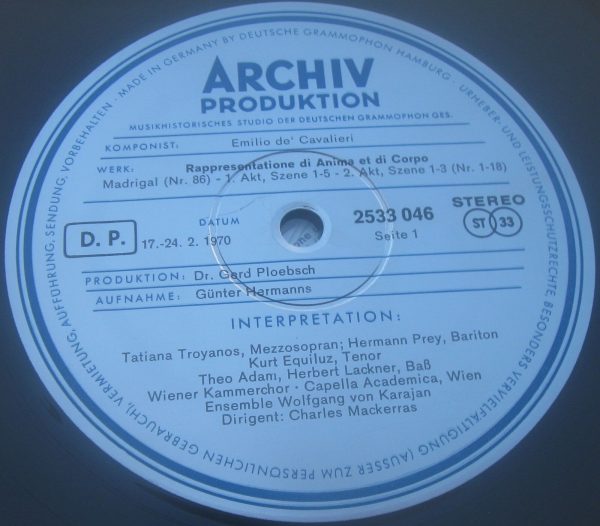 MADE IN GERMANY BY DEUTSCHE GRAMMOPHON HAMBURG · URHEBER- UND LEISTUNGSSCHUTZRECHTE BESONDERS VERVIELFÄLTIGUNG (AUSSER ZUM PERSÖNLICHEN GEBRAUCH), VERMIETUNG, AUFFÜHRUNG, SENDUNG, VORBEHALTEN ·
ARCHIV
PRODUKTION
MUSIKHISTORISCHES STUDIO DER DEUTSCHEN GRAMMOPHON GES.
KOMPONIST: Emilio de' Cavalieri
WERK: Rappresentatione di Anima et di Corpo
Madrigal (Nr. 86) - 1. Akt, Szene 1-5 - 2. Akt, Szene 1-3 (Nr. 1-18)
D. P.
DATUM
17.-24. 2. 1970
2533 046
Seite 1
STEREO
ST 33
PRODUKTION: Dr. Gerd Ploebsch
AUFNAHME: Günter Hermanns
INTERPRETATION:
Tatiana Troyanos, Mezzosopran; Hermann Prey, Bariton
Kurt Equiluz, Tenor
Theo Adam, Herbert Lackner, Baß
Wiener Kammerchor · Capella Academica, Wien
Ensemble Wolfgang von Karajan
Dirigent: Charles Mackerras